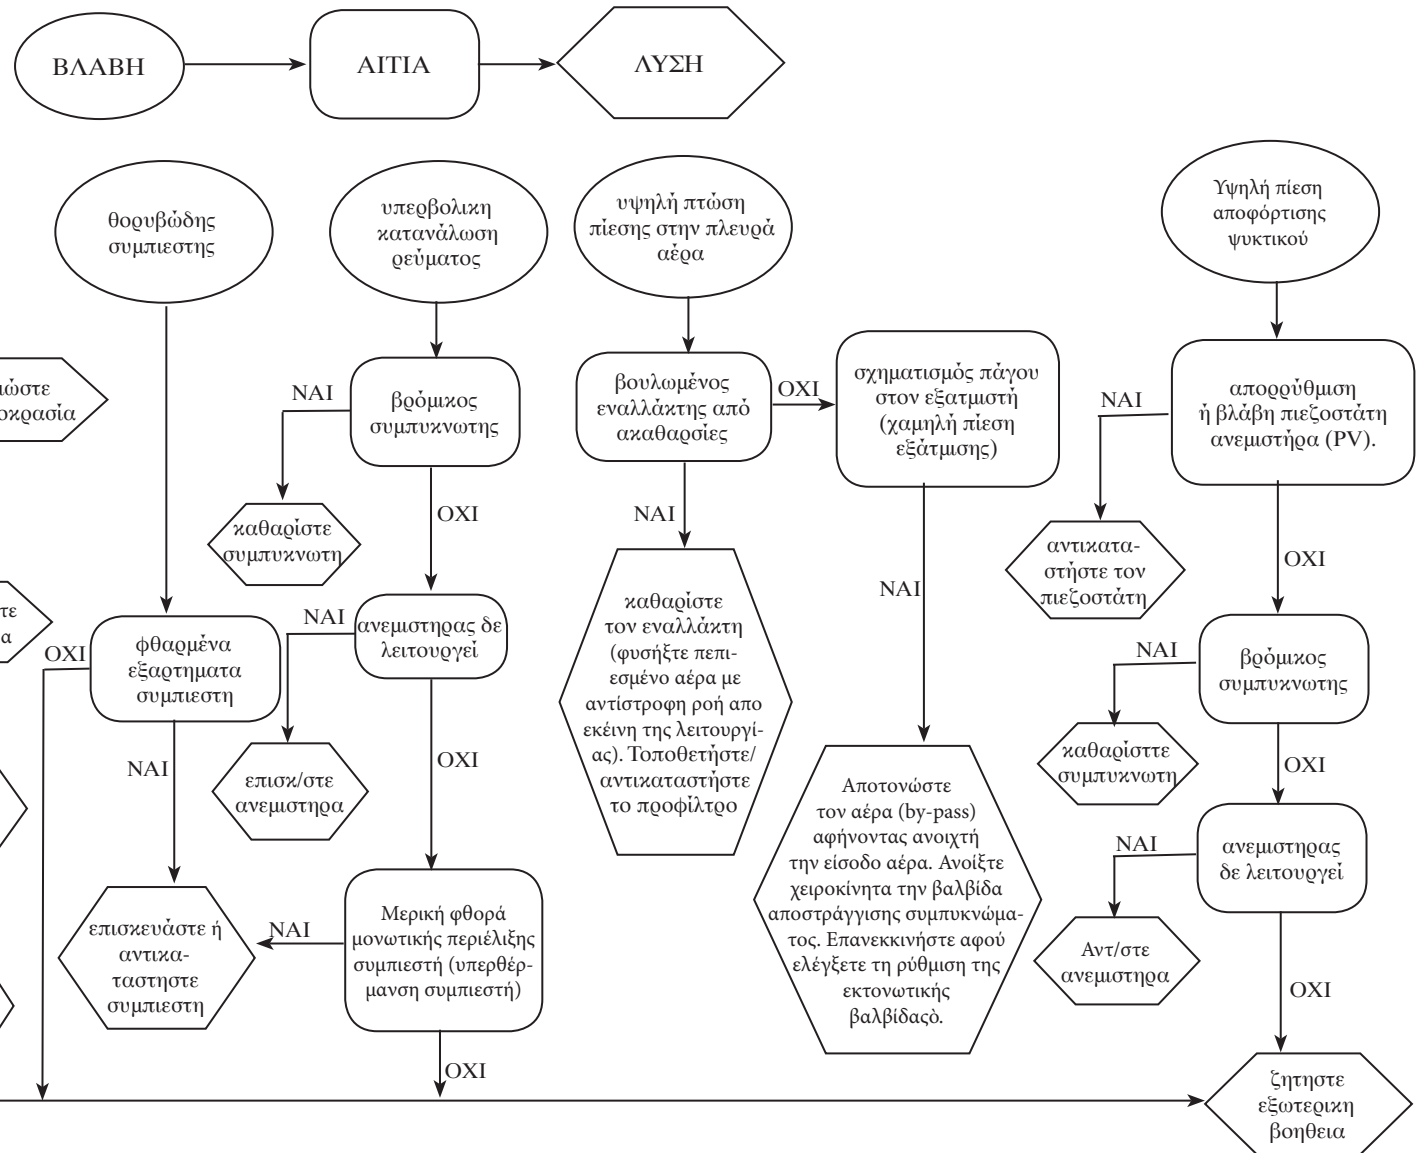 ΒΛΑΒΗ
ΑΙΤΙΑ
ΛΥΣΗ
θορυβώδης
συμπιεστης
υπερβολικη
κατανάλωση
ρεύματος
υψηλή πτώση
πίεσης στην πλευρά
αέρα
Υψηλή πίεση
αποφόρτισης
ψυκτικού
ιώστε
οκρασία
ΝΑΙ
βρόμικος
συμπυκνωτης
βουλωμένος
εναλλάκτης από
ακαθαρσίες
ΟΧΙ
σχηματισμός πάγου
στον εξατμιστή
(χαμηλή πίεση
εξάτμισης)
ΝΑΙ
απορρύθμιση
ή βλάβη πιεζοστάτη
ανεμιστήρα (PV).
καθαρίστε
συμπυκνωτη
ΟΧΙ
ΝΑΙ
ΝΑΙ
αντικατα-
στήστε τον
πιεζοστάτη
ΟΧΙ
τε
α
ΟΧΙ
φθαρμένα
εξαρτηματα
συμπιεστη
ΝΑΙ
ανεμιστηρας δε
λειτουργεί
καθαρίστε
τον εναλλάκτη
(φυσήξτε πεπι-
εσμένο αέρα με
αντίστροφη ροή απο
εκείνη της λειτουργί-
ας). Τοποθετήστε/
αντικαταστήστε
το προφίλτρο
ΝΑΙ
βρόμικος
συμπυκνωτης
ΝΑΙ
επισκ/στε
ανεμιστηρα
ΟΧΙ
Αποτονώστε
τον αέρα (by-pass)
αφήνοντας ανοιχτή
την είσοδο αέρα. Ανοίξτε
χειροκίνητα την βαλβίδα
αποστράγγισης συμπυκνώμα-
τος. Επανεκκινήστε αφού
ελέγξετε τη ρύθμιση της
εκτονωτικής
βαλβίδαςὸ.
καθαρίσττε
συμπυκνωτη
ΟΧΙ
ΝΑΙ
ανεμιστηρας
δε λειτουργεί
επισκευάστε ή
αντικα-
ταστηστε
συμπιεστη
ΝΑΙ
Μερική φθορά
μονωτικής περιέλιξης
συμπιεστή (υπερθέρ-
μανση συμπιεστή)
Αντ/στε
ανεμιστηρα
ΟΧΙ
ΟΧΙ
ζητηστε
εξωτερικη
βοηθεια